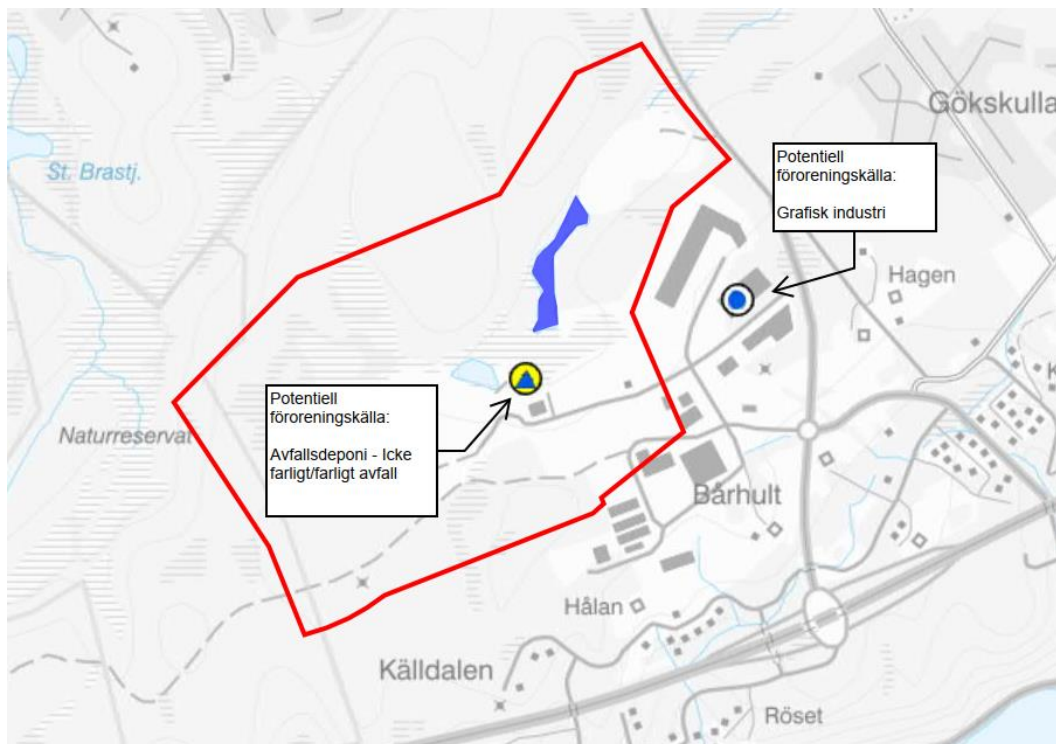 Gökskulla
St. Brastj.
Potentiell
föroreningskälla:
Grafisk industri
Hagen
Naturreservat
Potentiell
föroreningskälla:
Avfallsdeponi - Icke
farligt/farligt avfall
K
Bårhult
Hålan
Källdalen
Röset